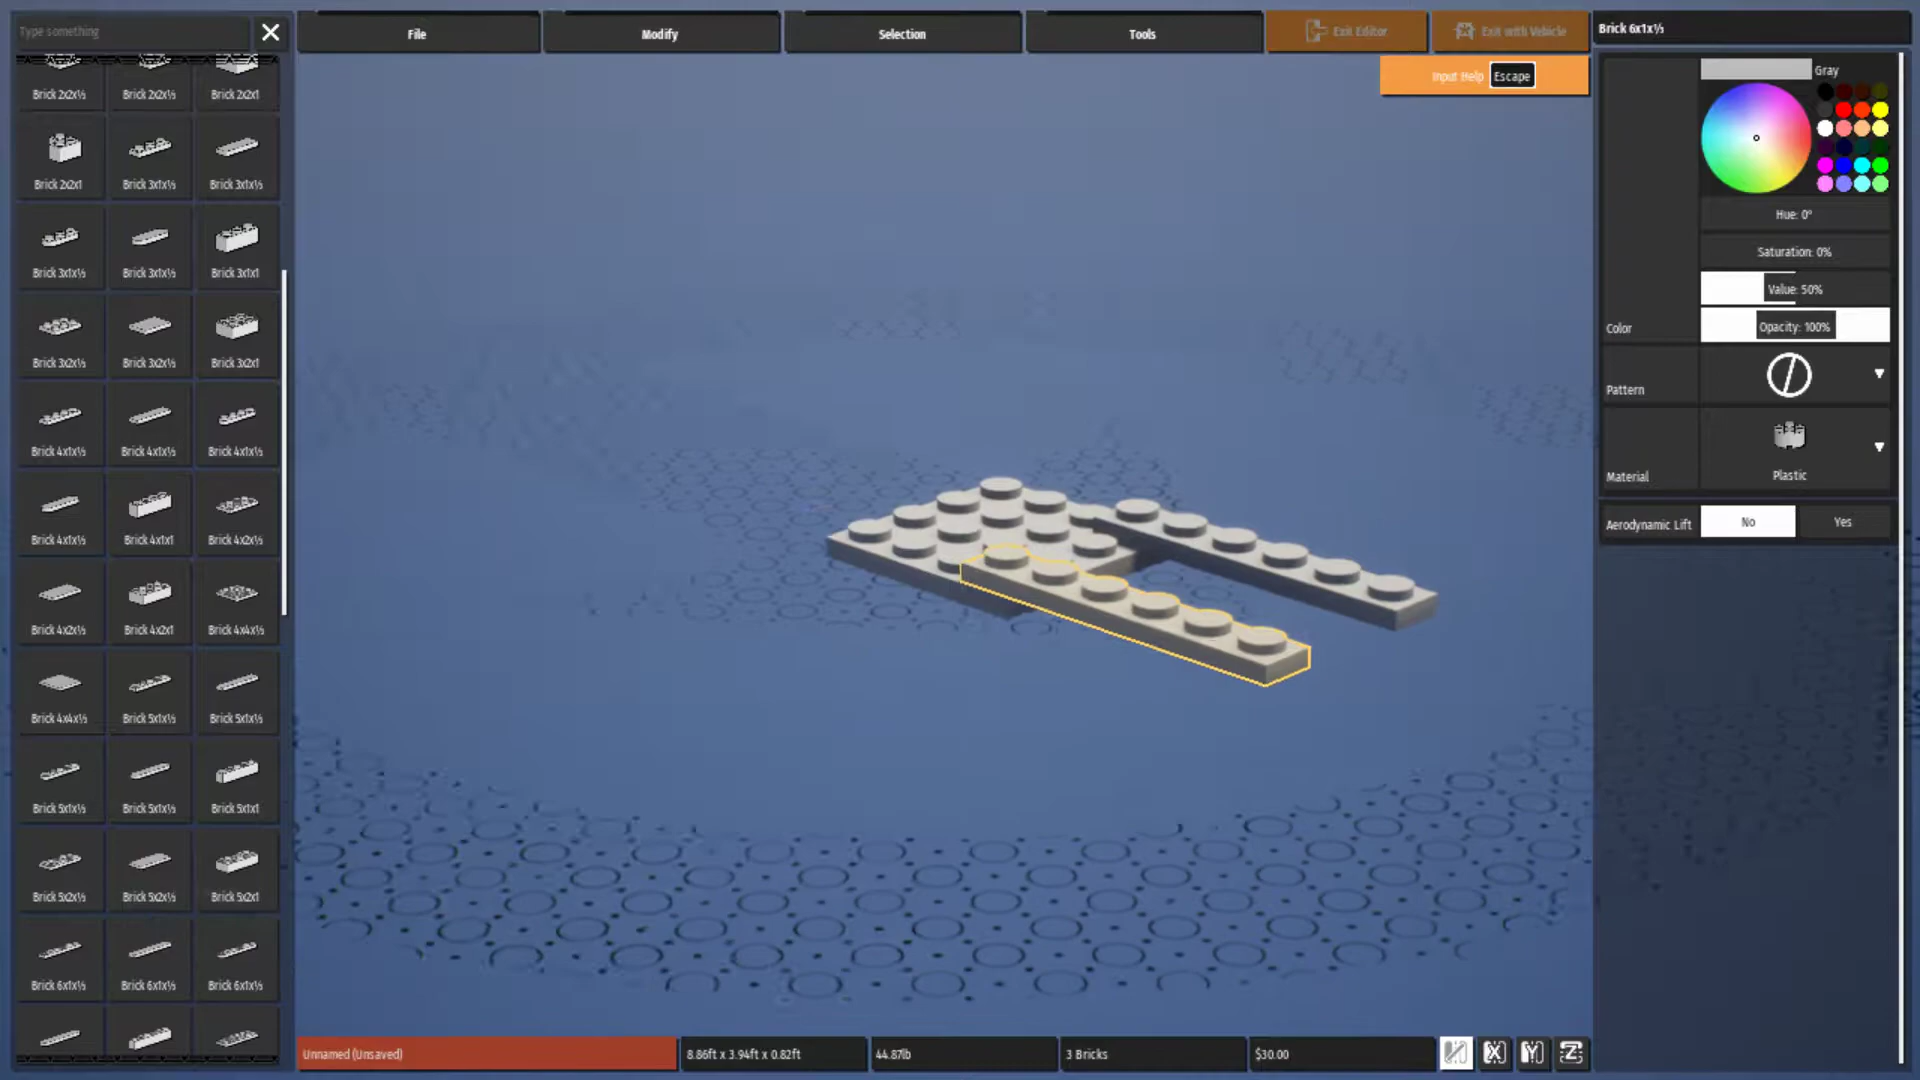 Type something
File
Modify
Selection
Tools
Exit Editor
Exit with Vehicle
Input Help Escape
Brick 2x2x⅓
Brick 2x2x⅓
Brick 2x2x1
Brick 2x2x1
Brick 3x1x⅓
Brick 3x1x⅓
Brick 3x1x⅓
Brick 3x1x⅓
Brick 3x1x1
Brick 3x2x⅓
Brick 3x2x⅓
Brick 3x2x1
Brick 4x1x⅓
Brick 4x1x⅓
Brick 4x1x⅓
Brick 4x1x⅓
Brick 4x1x1
Brick 4x2x⅓
Brick 4x2x⅓
Brick 4x2x1
Brick 4x4x⅓
Brick 4x4x⅓
Brick 5x1x⅓
Brick 5x1x⅓
Brick 5x1x⅓
Brick 5x1x⅓
Brick 5x1x1
Brick 5x2x⅓
Brick 5x2x⅓
Brick 5x2x1
Brick 6x1x⅓
Brick 6x1x⅓
Brick 6x1x⅓
Unnamed (Unsaved)
8.86ft x 3.94ft x 0.82ft
44.87lb
3 Bricks
$30.00
X
Y
Z
Brick 6x1x⅓
Gray
Hue: 0°
Saturation: 0%
Value: 50%
Color
Opacity: 100%
Pattern
Material
Plastic
Aerodynamic Lift
No
Yes